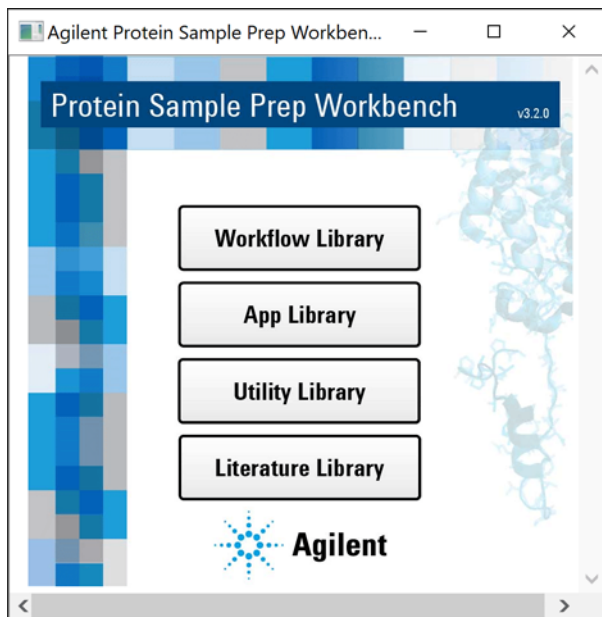 Agilent Protein Sample Prep Workben...
Protein Sample Prep Workbench v3.2.0
Workflow Library
App Library
Utility Library
Literature Library
Agilent